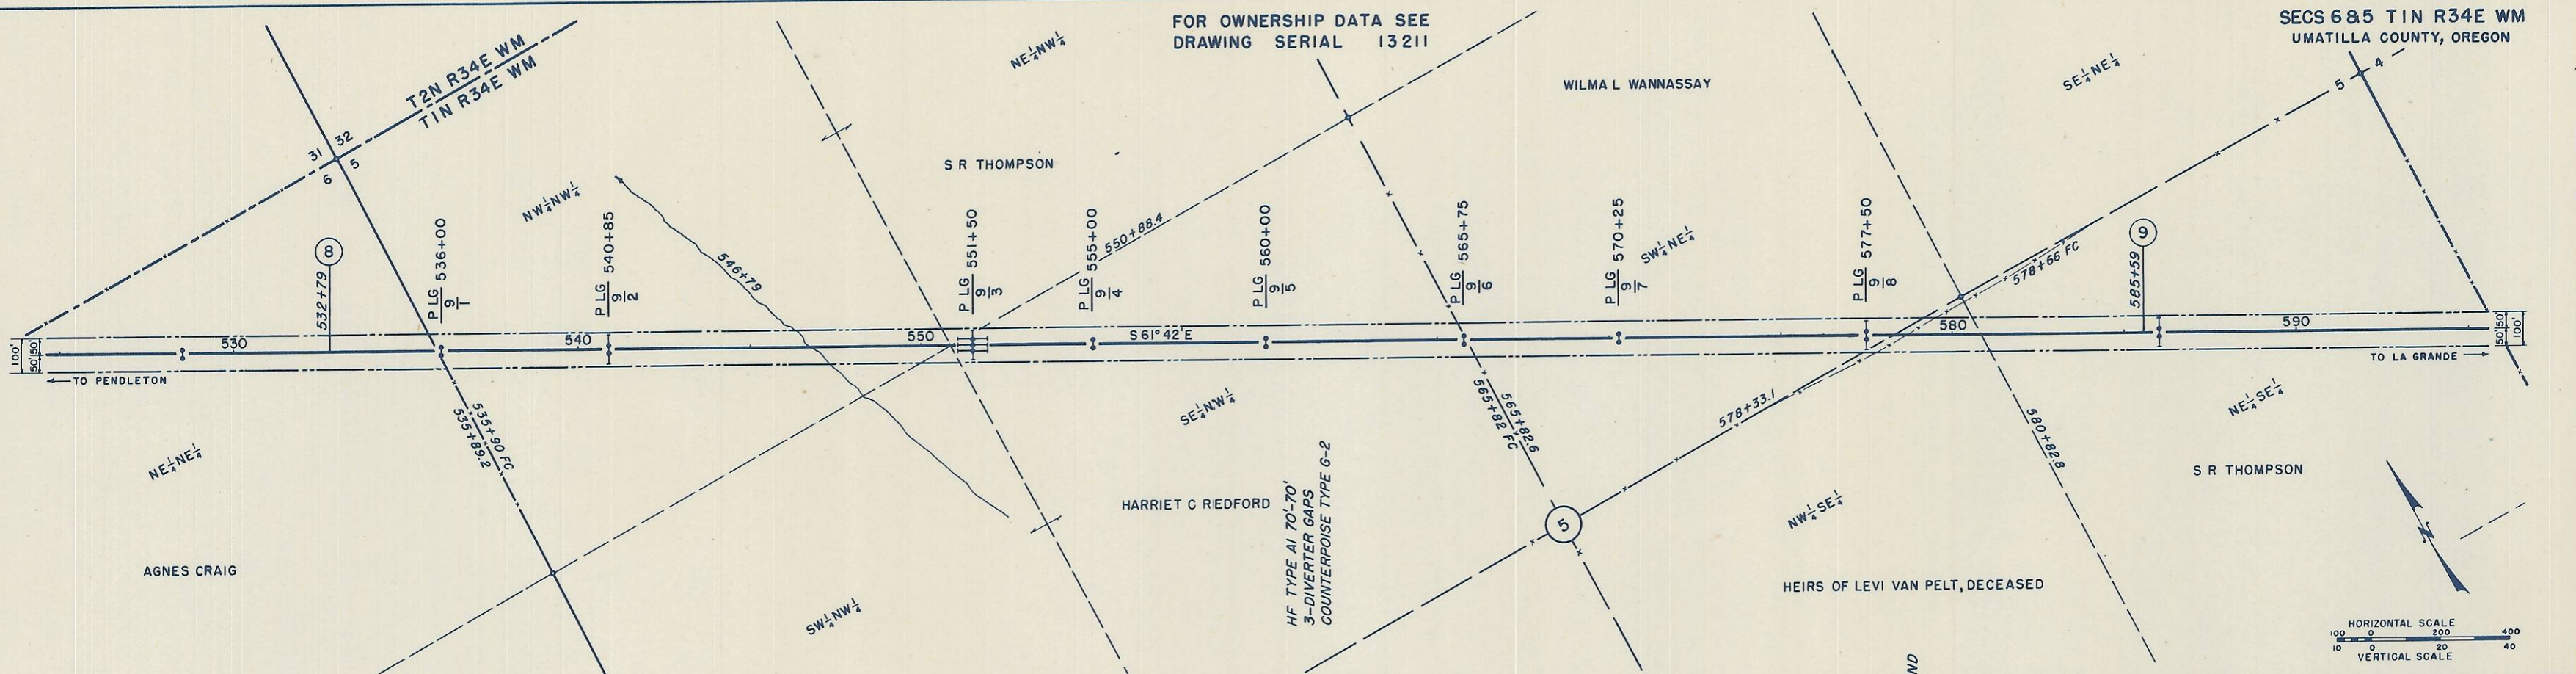 FOR OWNERSHIP DATA SEE
DRAWING SERIAL 13211
SECS 6&5 T1N R34E WM
UMATILLA COUNTY, OREGON
T2N R34E WM
T1N R34E WM
31 32
6 5
5 4
NE¼NW¼
WILMA L WANNASSAY
SE¼NE¼
S R THOMPSON
NW¼NW¼
8
532+79
P LG 536+00
9/1
P LG 540+85
9/2
546+79
P LG 551+50
9/3
P LG 555+00
9/4
550+88.4
P LG 560+00
9/5
P LG 565+75
9/6
P LG 570+25
9/7
SW¼NE¼
P LG 577+50
9/8
578+66 FC
9
585+59
100'
50' 50'
530
540
550
S 61° 42' E
580
590
50' 50'
100'
TO PENDLETON
TO LA GRANDE
535+90 FC
535+89.2
SE¼NW¼
565+82.6
565+82 FC
578+33.1
580+82.8
NE¼SE¼
NE¼NE¼
S R THOMPSON
HARRIET C REDFORD
HF TYPE A1 70'-70'
3-DIVERTER GAPS
COUNTERPOISE TYPE G-2
5
NW¼SE¼
N
AGNES CRAIG
HEIRS OF LEVI VAN PELT, DECEASED
SW¼NW¼
HORIZONTAL SCALE
100 0 200 400
10 0 20 40
VERTICAL SCALE
ND